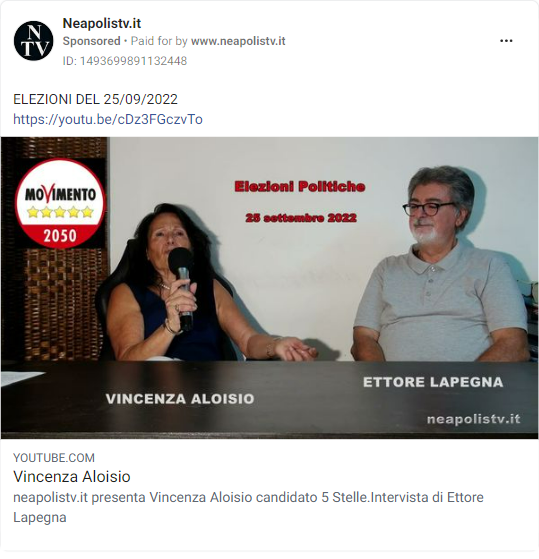 N
TV
Neapolistv.it
Sponsored • Paid for by www.neapolistv.it
ID: 1493699891132448
ELEZIONI DEL 25/09/2022
https://youtu.be/cDz3FGczvTo
MOVIMENTO
2050
Elezioni Politiche
25 settembre 2022
VINCENZA ALOISIO
ETTORE LAPEGNA
neapolistv.it
YOUTUBE.COM
Vincenza Aloisio
neapolistv.it presenta Vincenza Aloisio candidato 5 Stelle.Intervista di Ettore
Lapegna